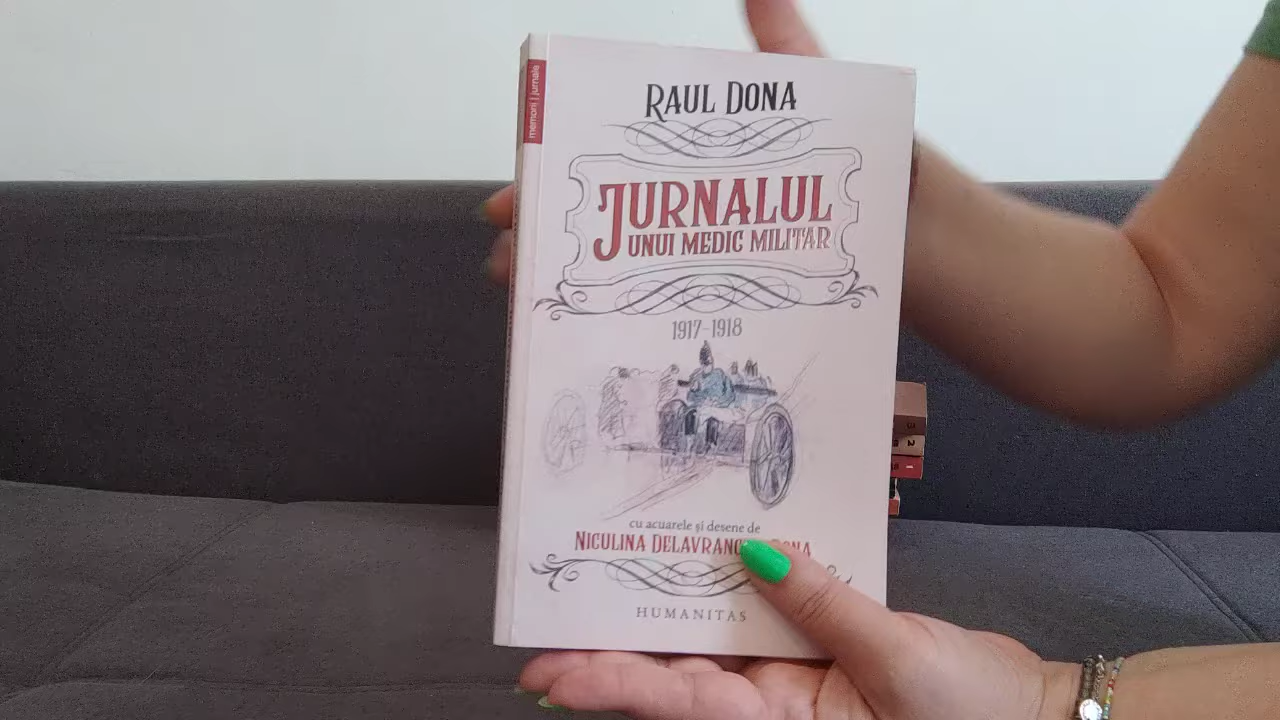 memorii | jurnale
RAUL DONA
JURNALUL
UNUI MEDIC MILITAR
1917-1918
cu acuarele și desene de
NICULINA
HUMANITAS